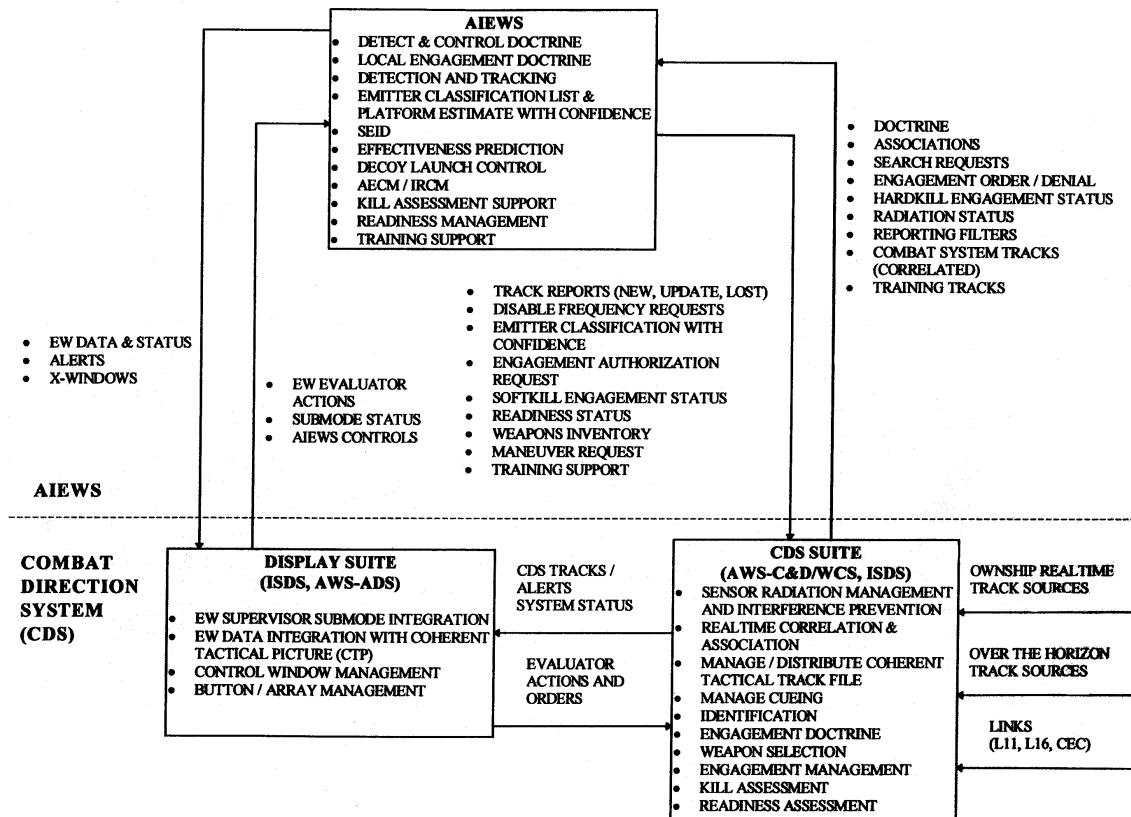 AIEWS
• DETECT & CONTROL DOCTRINE
• LOCAL ENGAGEMENT DOCTRINE
• DETECTION AND TRACKING
• EMITTER CLASSIFICATION LIST &
PLATFORM ESTIMATE WITH CONFIDENCE
• SEID
• EFFECTIVENESS PREDICTION
• DECOY LAUNCH CONTROL
• AECM / IRCM
• KILL ASSESSMENT SUPPORT
• READINESS MANAGEMENT
• TRAINING SUPPORT
• DOCTRINE
• ASSOCIATIONS
• SEARCH REQUESTS
• ENGAGEMENT ORDER / DENIAL
• HARDKILL ENGAGEMENT STATUS
• RADIATION STATUS
• REPORTING FILTERS
• COMBAT SYSTEM TRACKS
(CORRELATED)
• TRAINING TRACKS
• EW DATA & STATUS
• ALERTS
• X-WINDOWS
• EW EVALUATOR
ACTIONS
• SUBMODE STATUS
• AIEWS CONTROLS
• TRACK REPORTS (NEW, UPDATE, LOST)
• DISABLE FREQUENCY REQUESTS
• EMITTER CLASSIFICATION WITH
CONFIDENCE
• ENGAGEMENT AUTHORIZATION
REQUEST
• SOFTKILL ENGAGEMENT STATUS
• READINESS STATUS
• WEAPONS INVENTORY
• MANEUVER REQUEST
• TRAINING SUPPORT
AIEWS
COMBAT
DIRECTION
SYSTEM
(CDS)
DISPLAY SUITE
(ISDS, AWS-ADS)
• EW SUPERVISOR SUBMODE INTEGRATION
• EW DATA INTEGRATION WITH COHERENT
TACTICAL PICTURE (CTP)
• CONTROL WINDOW MANAGEMENT
• BUTTON / ARRAY MANAGEMENT
CDS TRACKS /
ALERTS
SYSTEM STATUS
EVALUATOR
ACTIONS AND
ORDERS
CDS SUITE
(AWS-C&D/WCS, ISDS)
• SENSOR RADIATION MANAGEMENT
AND INTERFERENCE PREVENTION
• REALTIME CORRELATION &
ASSOCIATION
• MANAGE / DISTRIBUTE COHERENT
TACTICAL TRACK FILE
• MANAGE CUEING
• IDENTIFICATION
• ENGAGEMENT DOCTRINE
• WEAPON SELECTION
• ENGAGEMENT MANAGEMENT
• KILL ASSESSMENT
• READINESS ASSESSMENT
OWNSHIP REALTIME
TRACK SOURCES
OVER THE HORIZON
TRACK SOURCES
LINKS
(L11, L16, CEC)